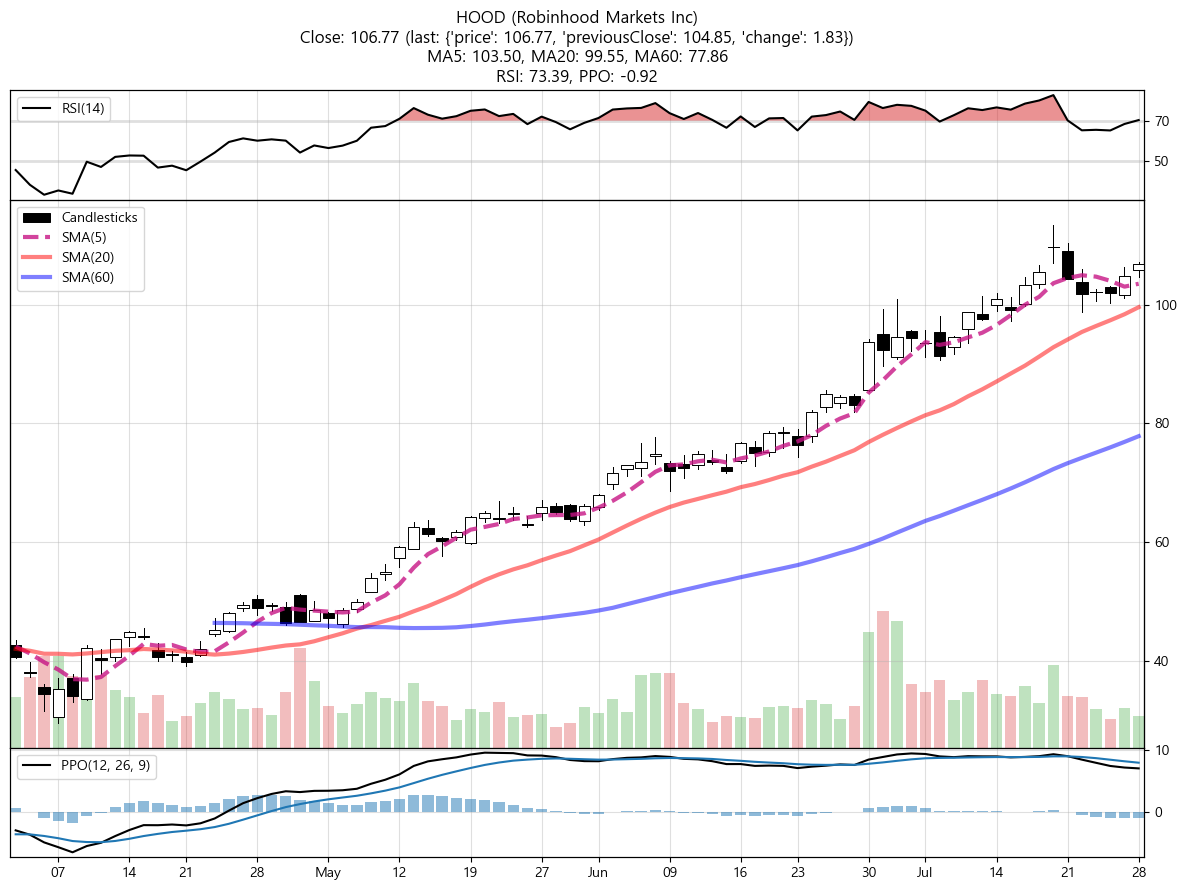 HOOD (Robinhood Markets Inc)
Close: 106.77 (last: {'price': 106.77, 'previousClose': 104.85, 'change': 1.83})
MA5: 103.50, MA20: 99.55, MA60: 77.86
RSI: 73.39, PPO: -0.92
RSI(14)
70
50
Candlesticks
SMA(5)
SMA(20)
SMA(60)
100
80
60
40
PPO(12, 26, 9)
10
0
07 14 21 28 May 12 19 27 Jun 09 16 23 30 Jul 14 21 28